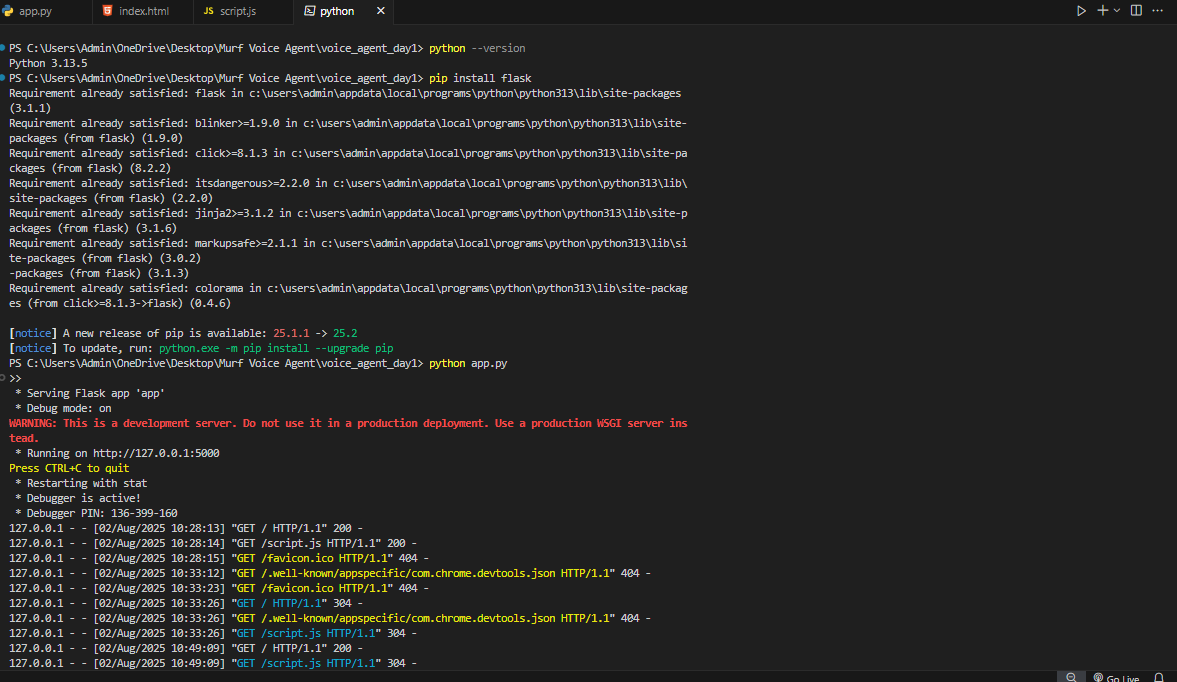 app.py index.html JS script.js python
PS C:\Users\Admin\OneDrive\Desktop\Murf Voice Agent\voice_agent_day1> python --version
Python 3.13.5
PS C:\Users\Admin\OneDrive\Desktop\Murf Voice Agent\voice_agent_day1> pip install flask
Requirement already satisfied: flask in c:\users\admin\appdata\local\programs\python\python313\lib\site-packages
(3.1.1)
Requirement already satisfied: blinker>=1.9.0 in c:\users\admin\appdata\local\programs\python\python313\lib\site-
packages (from flask) (1.9.0)
Requirement already satisfied: click>=8.1.3 in c:\users\admin\appdata\local\programs\python\python313\lib\site-pa
ckages (from flask) (8.2.2)
Requirement already satisfied: itsdangerous>=2.2.0 in c:\users\admin\appdata\local\programs\python\python313\lib\
site-packages (from flask) (2.2.0)
Requirement already satisfied: jinja2>=3.1.2 in c:\users\admin\appdata\local\programs\python\python313\lib\site-p
ackages (from flask) (3.1.6)
Requirement already satisfied: markupsafe>=2.1.1 in c:\users\admin\appdata\local\programs\python\python313\lib\si
te-packages (from flask) (3.0.2)
-packages (from flask) (3.1.3)
Requirement already satisfied: colorama in c:\users\admin\appdata\local\programs\python\python313\lib\site-packag
es (from click>=8.1.3->flask) (0.4.6)
[notice] A new release of pip is available: 25.1.1 -> 25.2
[notice] To update, run: python.exe -m pip install --upgrade pip
PS C:\Users\Admin\OneDrive\Desktop\Murf Voice Agent\voice_agent_day1> python app.py
>>
* Serving Flask app 'app'
* Debug mode: on
WARNING: This is a development server. Do not use it in a production deployment. Use a production WSGI server ins
tead.
* Running on http://127.0.0.1:5000
Press CTRL+C to quit
* Restarting with stat
* Debugger is active!
* Debugger PIN: 136-399-160
127.0.0.1 - - [02/Aug/2025 10:28:13] "GET / HTTP/1.1" 200 -
127.0.0.1 - - [02/Aug/2025 10:28:14] "GET /script.js HTTP/1.1" 200 -
127.0.0.1 - - [02/Aug/2025 10:28:15] "GET /favicon.ico HTTP/1.1" 404 -
127.0.0.1 - - [02/Aug/2025 10:33:12] "GET /.well-known/appspecific/com.chrome.devtools.json HTTP/1.1" 404 -
127.0.0.1 - - [02/Aug/2025 10:33:23] "GET /favicon.ico HTTP/1.1" 404 -
127.0.0.1 - - [02/Aug/2025 10:33:26] "GET / HTTP/1.1" 304 -
127.0.0.1 - - [02/Aug/2025 10:33:26] "GET /.well-known/appspecific/com.chrome.devtools.json HTTP/1.1" 404 -
127.0.0.1 - - [02/Aug/2025 10:33:26] "GET /script.js HTTP/1.1" 304 -
127.0.0.1 - - [02/Aug/2025 10:49:09] "GET / HTTP/1.1" 200 -
127.0.0.1 - - [02/Aug/2025 10:49:09] "GET /script.js HTTP/1.1" 304 -
Go Live